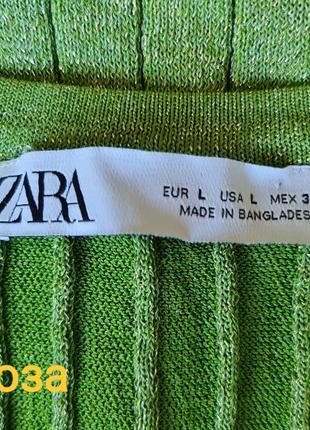 ZARA
EUR L USA L MEX 3
MADE IN BANGLADES
оза